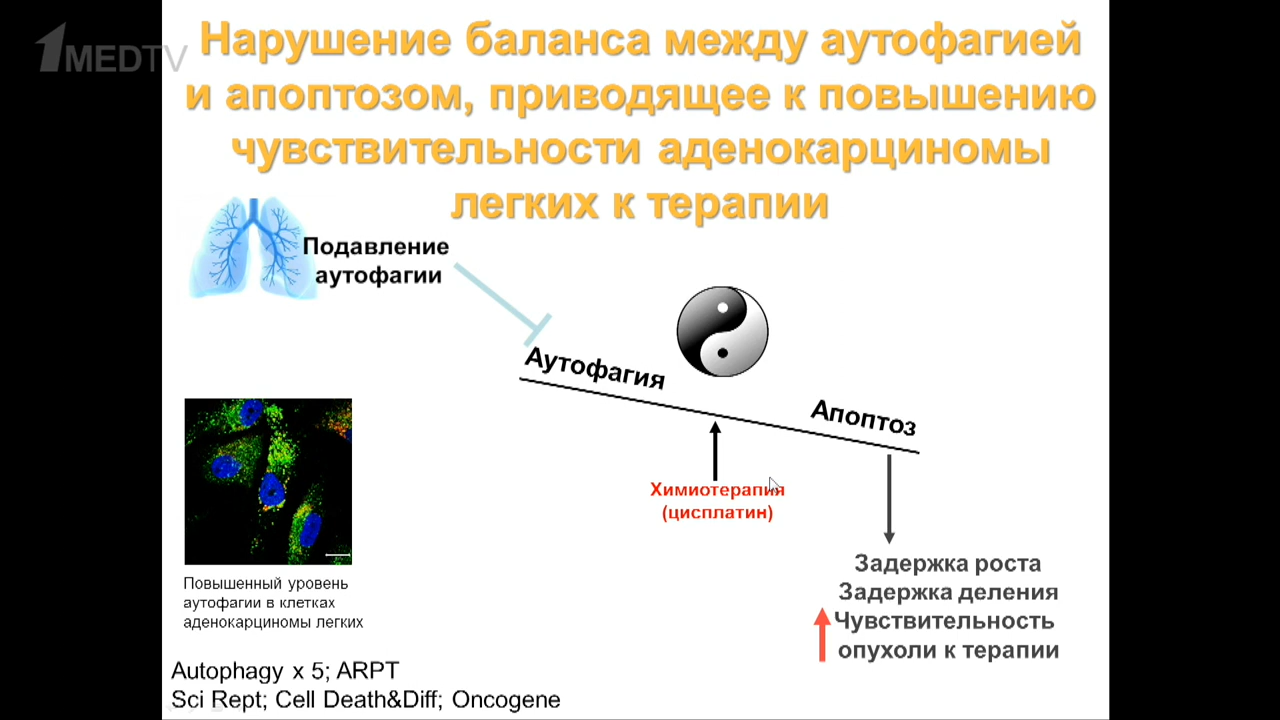 1MEDTV
Нарушение баланса между аутофагией
и апоптозом, приводящее к повышению
чувствительности аденокарциномы
легких к терапии
Подавление
аутофагии
Аутофагия
Апоптоз
Химиотерапия
(цисплатин)
Задержка роста
Задержка деления
Чувствительность
опухоли к терапии
Повышенный уровень
аутофагии в клетках
аденокарциномы легких
Autophagy x 5; ARPT
Sci Rept; Cell Death&Diff; Oncogene